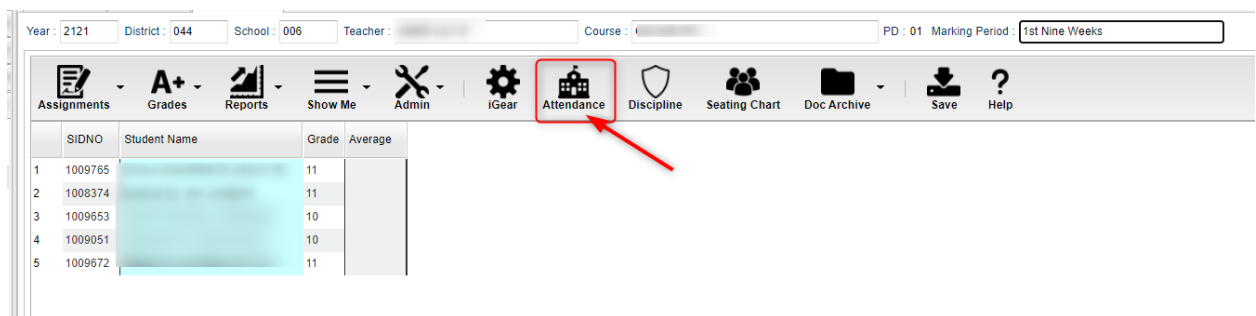 Year : 2121 District : 044 School : 006 Teacher : Course : PD : 01 Marking Period : 1st Nine Weeks
Assignments A+ Grades Reports Show Me Admin iGear Attendance Discipline Seating Chart Doc Archive Save ? Help
SIDNO Student Name Grade Average
1 1009765 11
2 1008374 11
3 1009653 10
4 1009051 10
5 1009672 11